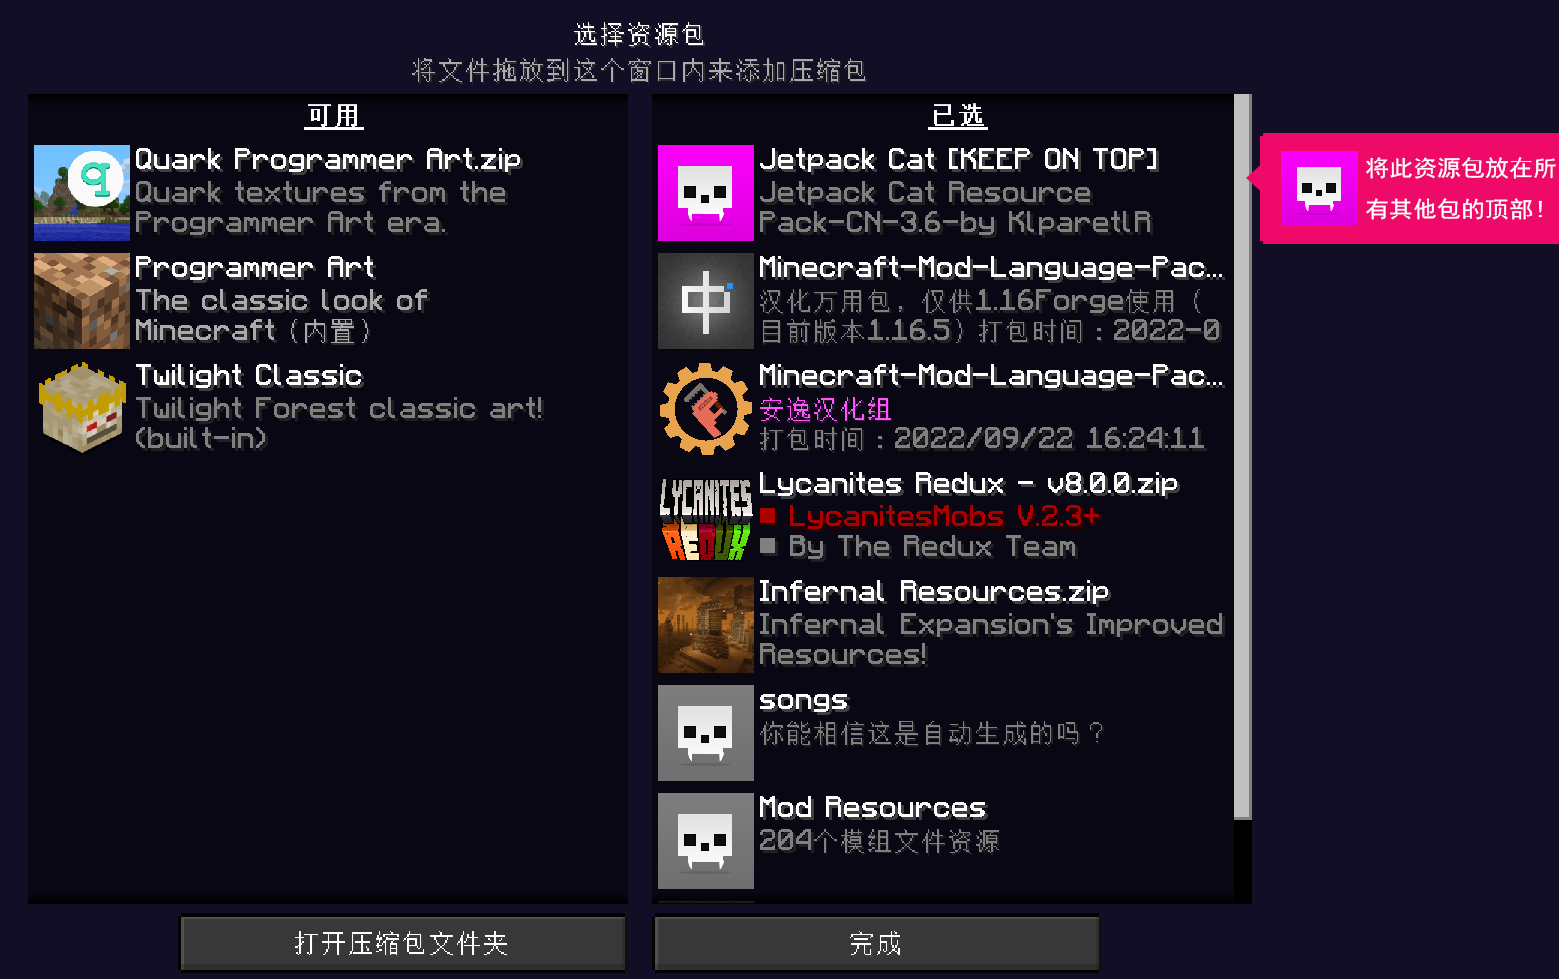 选择资源包
将文件拖放到这个窗口内来添加压缩包
可用
Quark Programmer Art.zip
Quark textures from the
Programmer Art era.
Programmer Art
The classic look of
Minecraft（内置）
Twilight Classic
Twilight Forest classic art!
(built-in)
已选
Jetpack Cat [KEEP ON TOP]
Jetpack Cat Resource
Pack-CN-3.6-by KlparetlR
Minecraft-Mod-Language-Pac...
汉化万用包，仅供1.16Forge使用（
目前版本1.16.5）打包时间：2022-0
Minecraft-Mod-Language-Pac...
安逸汉化组
打包时间：2022/09/22 16:24:11
LYCANITES
REDUX
Lycanites Redux - v8.0.0.zip
■ LycanitesMobs V.2.3+
■ By The Redux Team
Infernal Resources.zip
Infernal Expansion's Improved
Resources!
songs
你能相信这是自动生成的吗？
Mod Resources
204个模组文件资源
将此资源包放在所
有其他包的顶部！
打开压缩包文件夹
完成